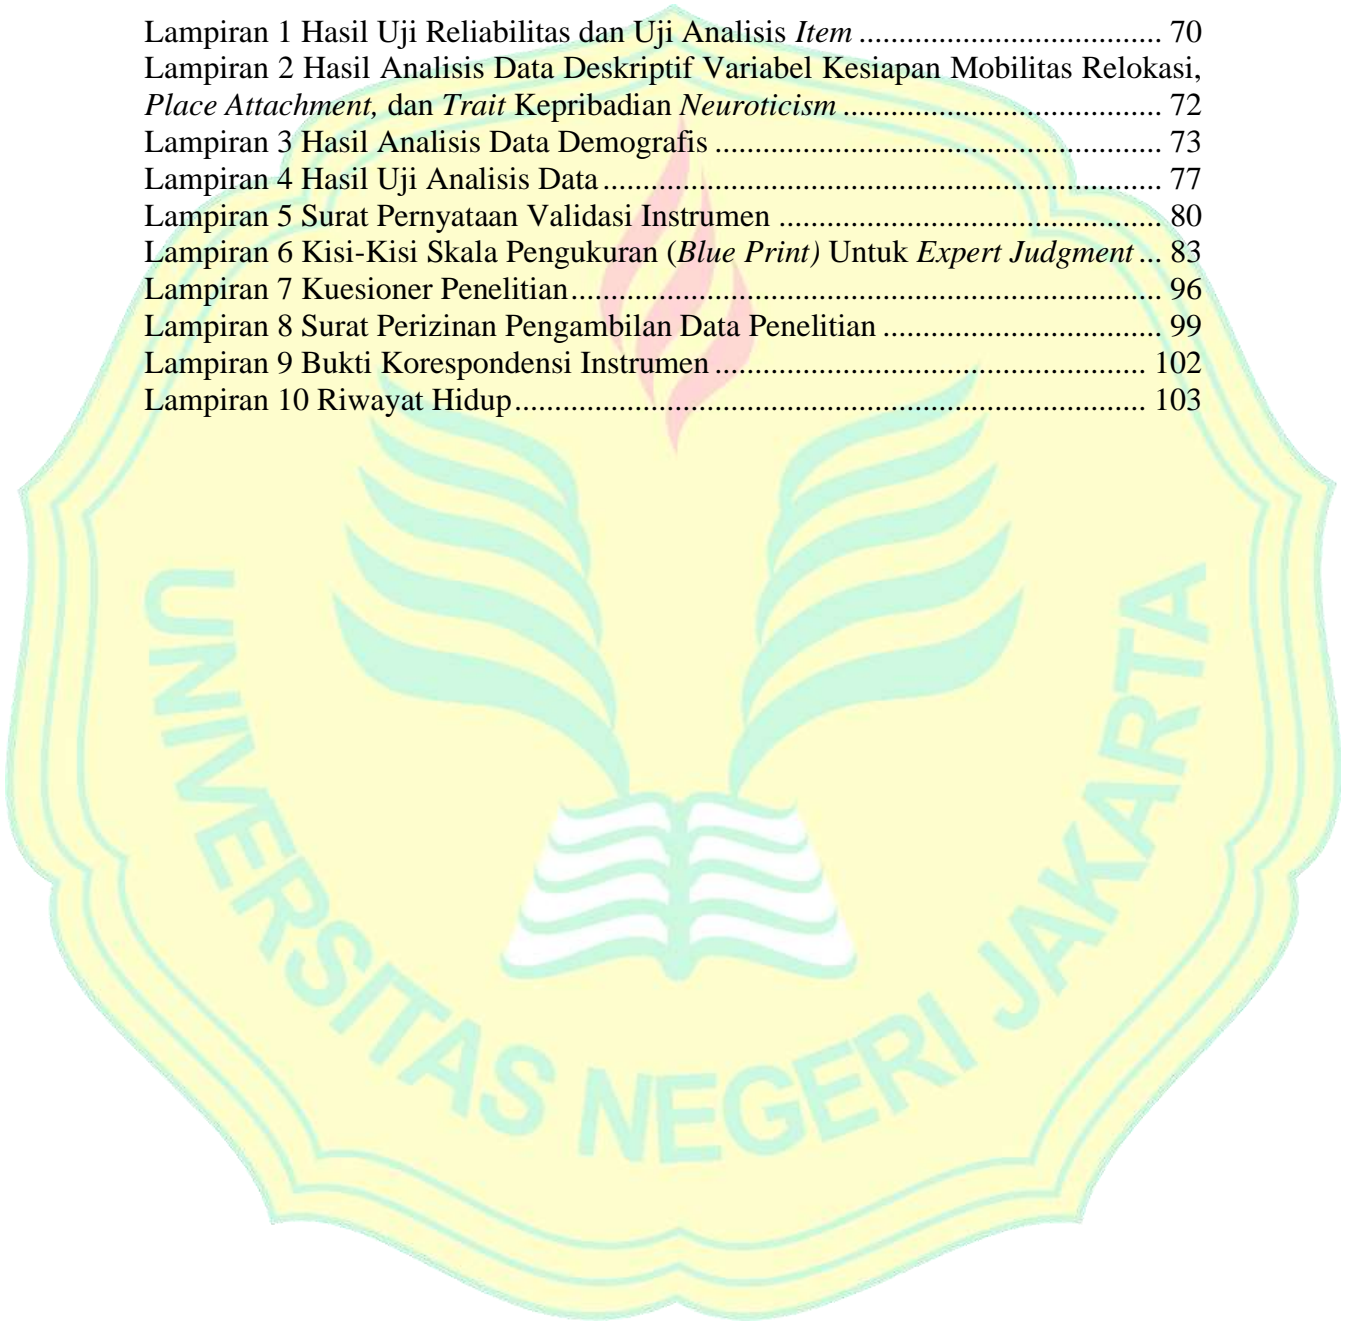 Lampiran 1 Hasil Uji Reliabilitas dan Uji Analisis Item ...................................... 70
Lampiran 2 Hasil Analisis Data Deskriptif Variabel Kesiapan Mobilitas Relokasi,
Place Attachment, dan Trait Kepribadian Neuroticism ........................................ 72
Lampiran 3 Hasil Analisis Data Demografis ........................................................ 73
Lampiran 4 Hasil Uji Analisis Data ...................................................................... 77
Lampiran 5 Surat Pernyataan Validasi Instrumen ................................................ 80
Lampiran 6 Kisi-Kisi Skala Pengukuran (Blue Print) Untuk Expert Judgment ... 83
Lampiran 7 Kuesioner Penelitian .......................................................................... 96
Lampiran 8 Surat Perizinan Pengambilan Data Penelitian ................................... 99
Lampiran 9 Bukti Korespondensi Instrumen ...................................................... 102
Lampiran 10 Riwayat Hidup ............................................................................... 103
UNIVERSITAS NEGERI JAKARTA